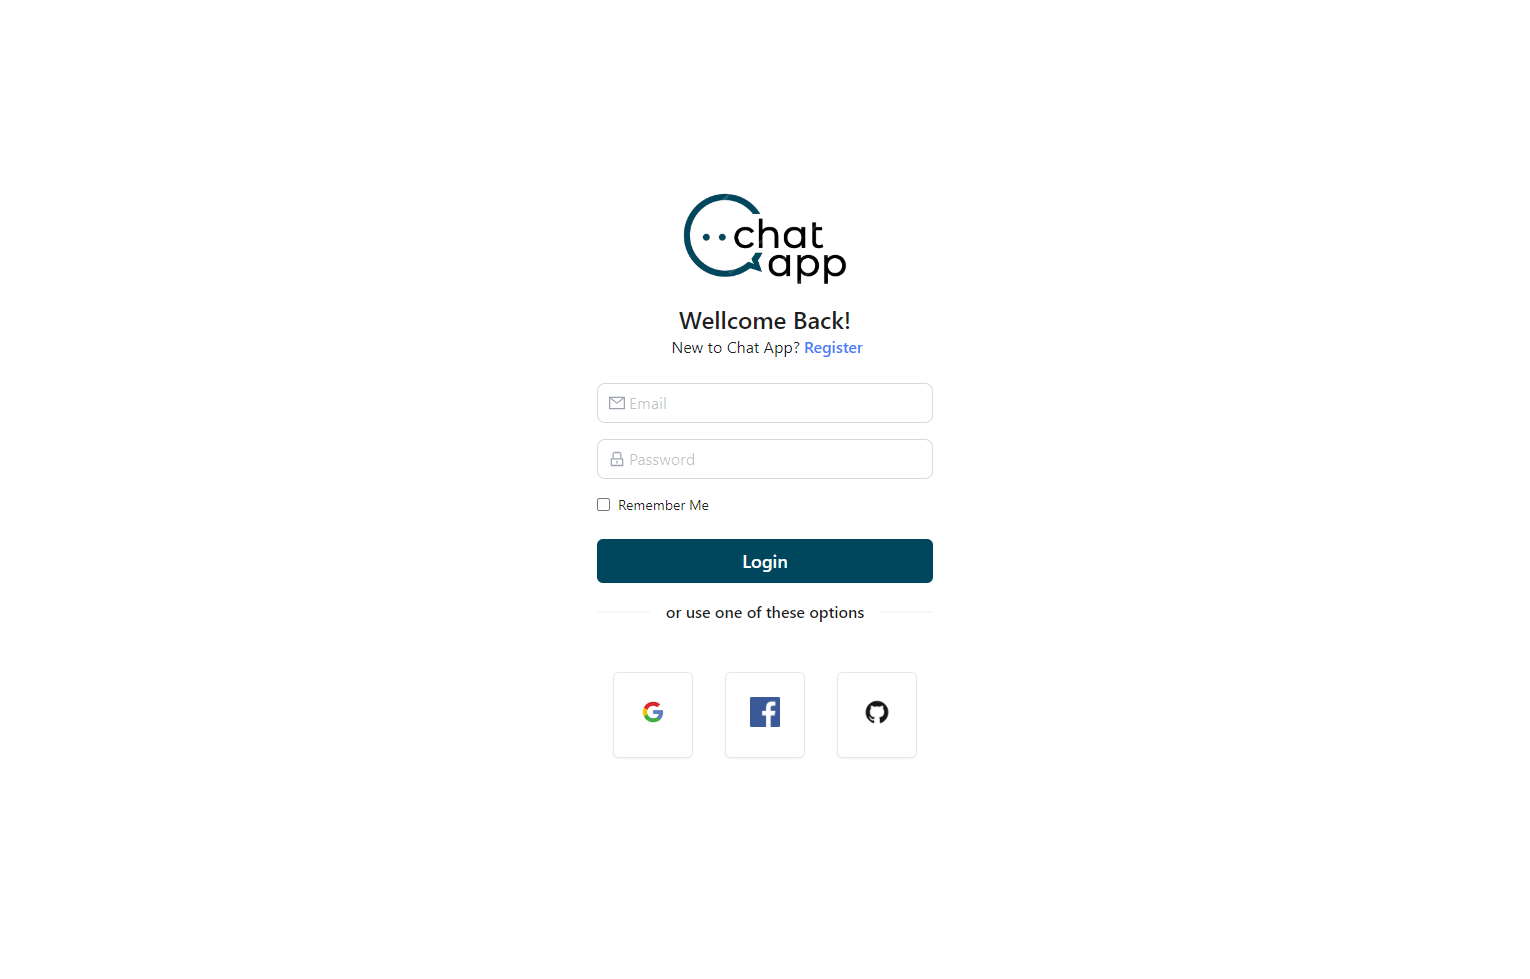 chat
app
Wellcome Back!
New to Chat App? Register
Email
Password
Remember Me
Login
or use one of these options